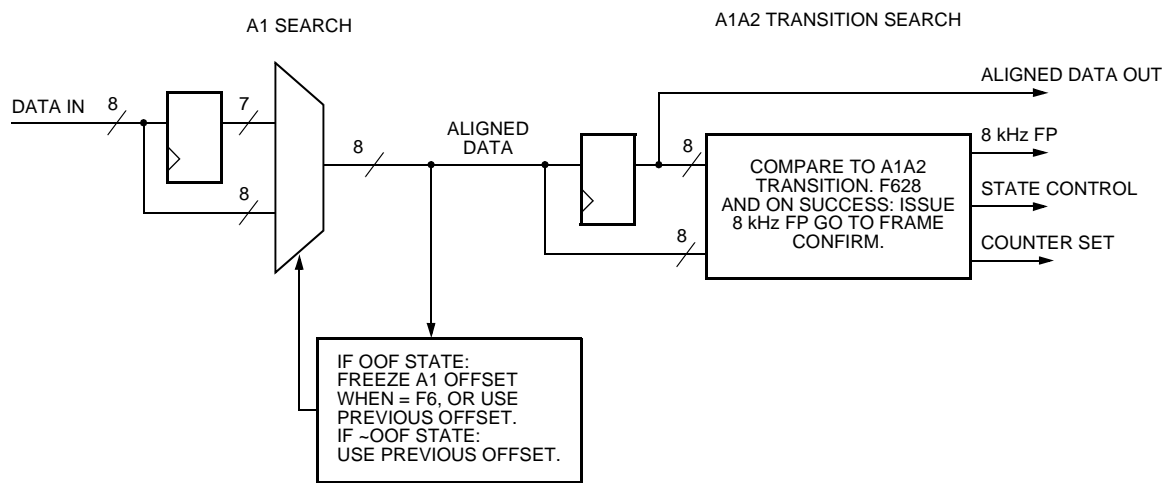 A1 SEARCH
A1A2 TRANSITION SEARCH
DATA IN
8
7
8
8
ALIGNED
DATA
8
8
ALIGNED DATA OUT
8 kHz FP
STATE CONTROL
COUNTER SET
COMPARE TO A1A2
TRANSITION. F628
AND ON SUCCESS: ISSUE
8 kHz FP GO TO FRAME
CONFIRM.
IF OOF STATE:
FREEZE A1 OFFSET
WHEN = F6, OR USE
PREVIOUS OFFSET.
IF ~OOF STATE:
USE PREVIOUS OFFSET.